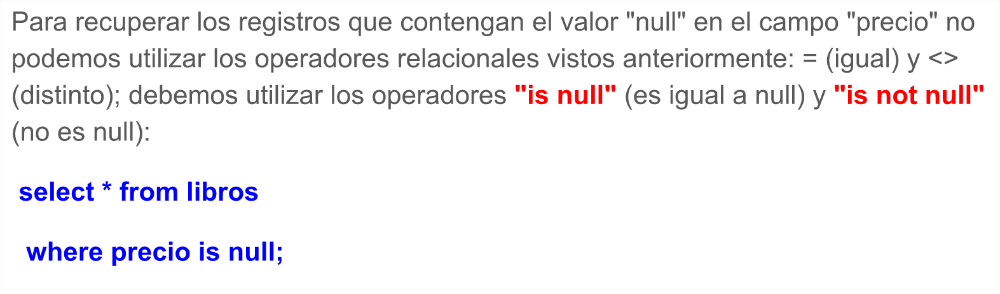 Para recuperar los registros que contengan el valor "null" en el campo "precio" no
podemos utilizar los operadores relacionales vistos anteriormente: = (igual) y <>
(distinto); debemos utilizar los operadores "is null" (es igual a null) y "is not null"
(no es null):
select * from libros
where precio is null;